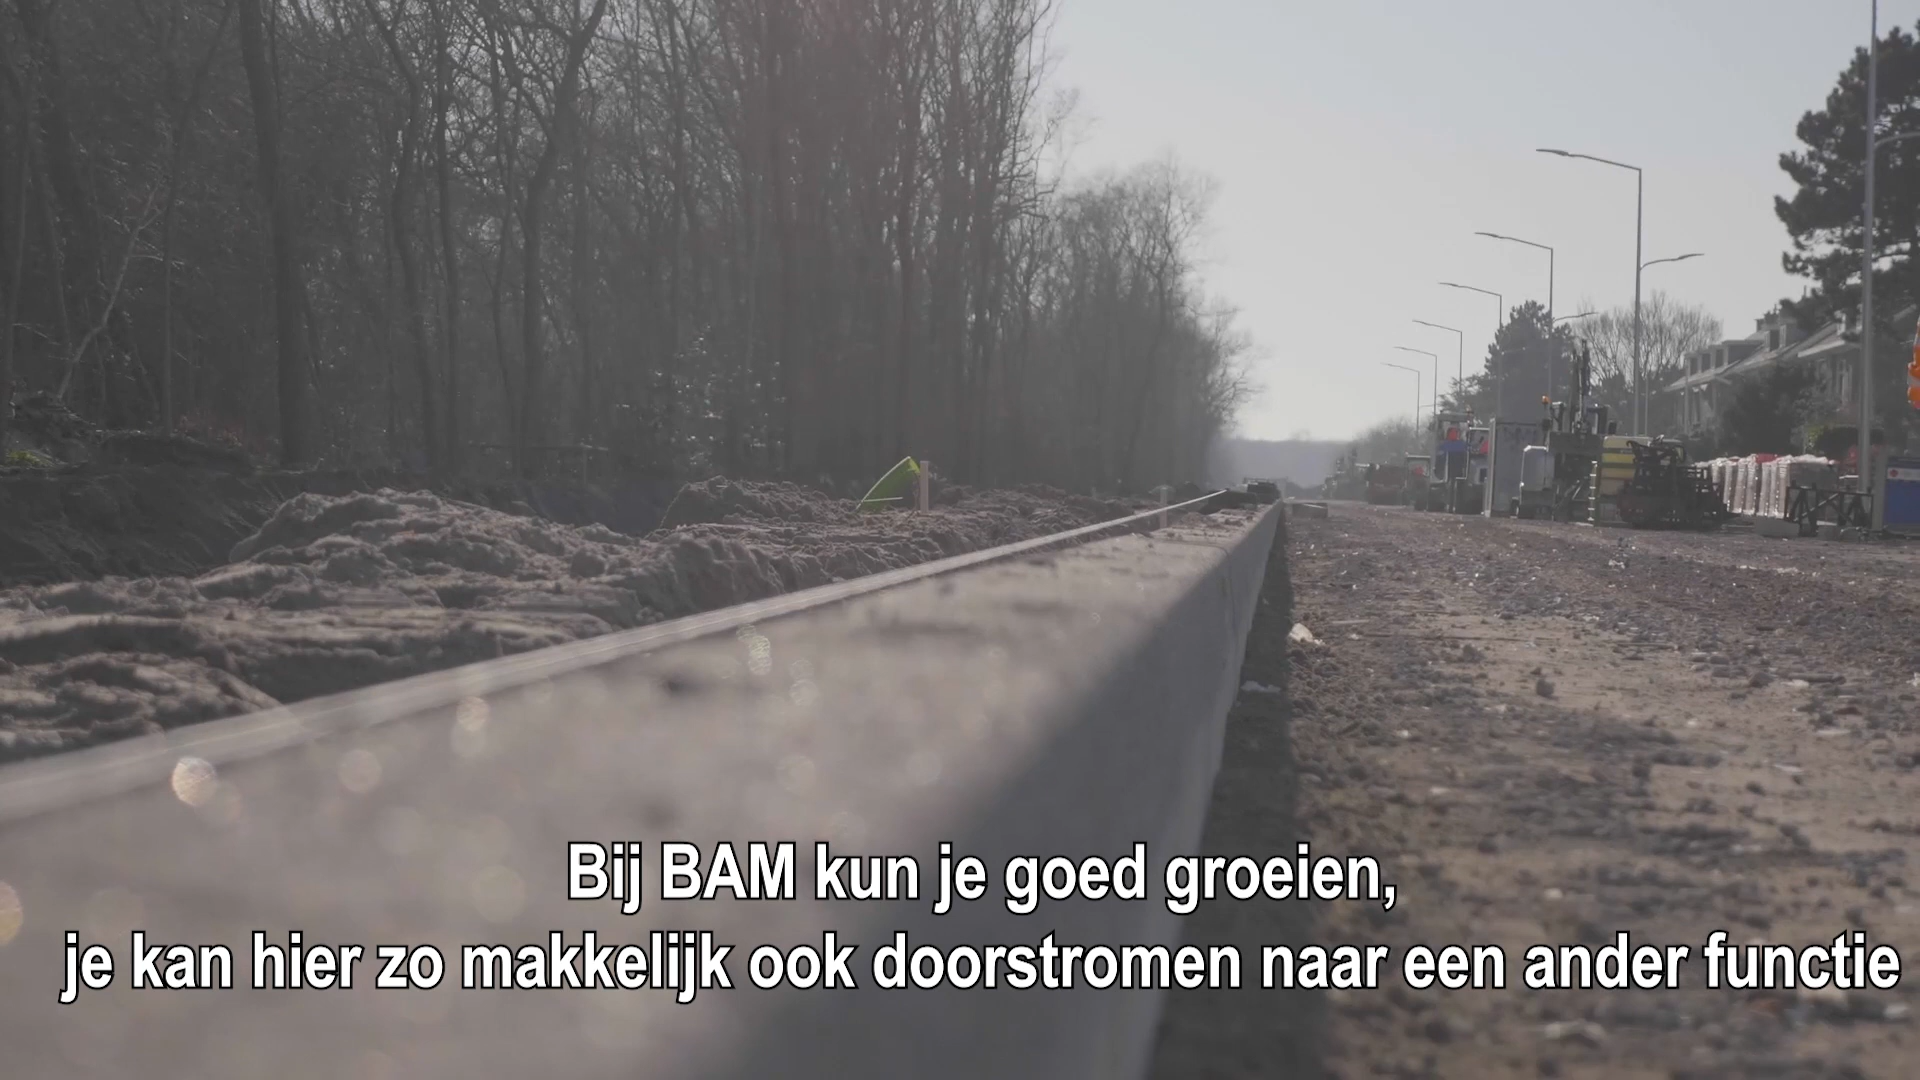 Bij BAM kun je goed groeien,
je kan hier zo makkelijk ook doorstromen naar een ander functie